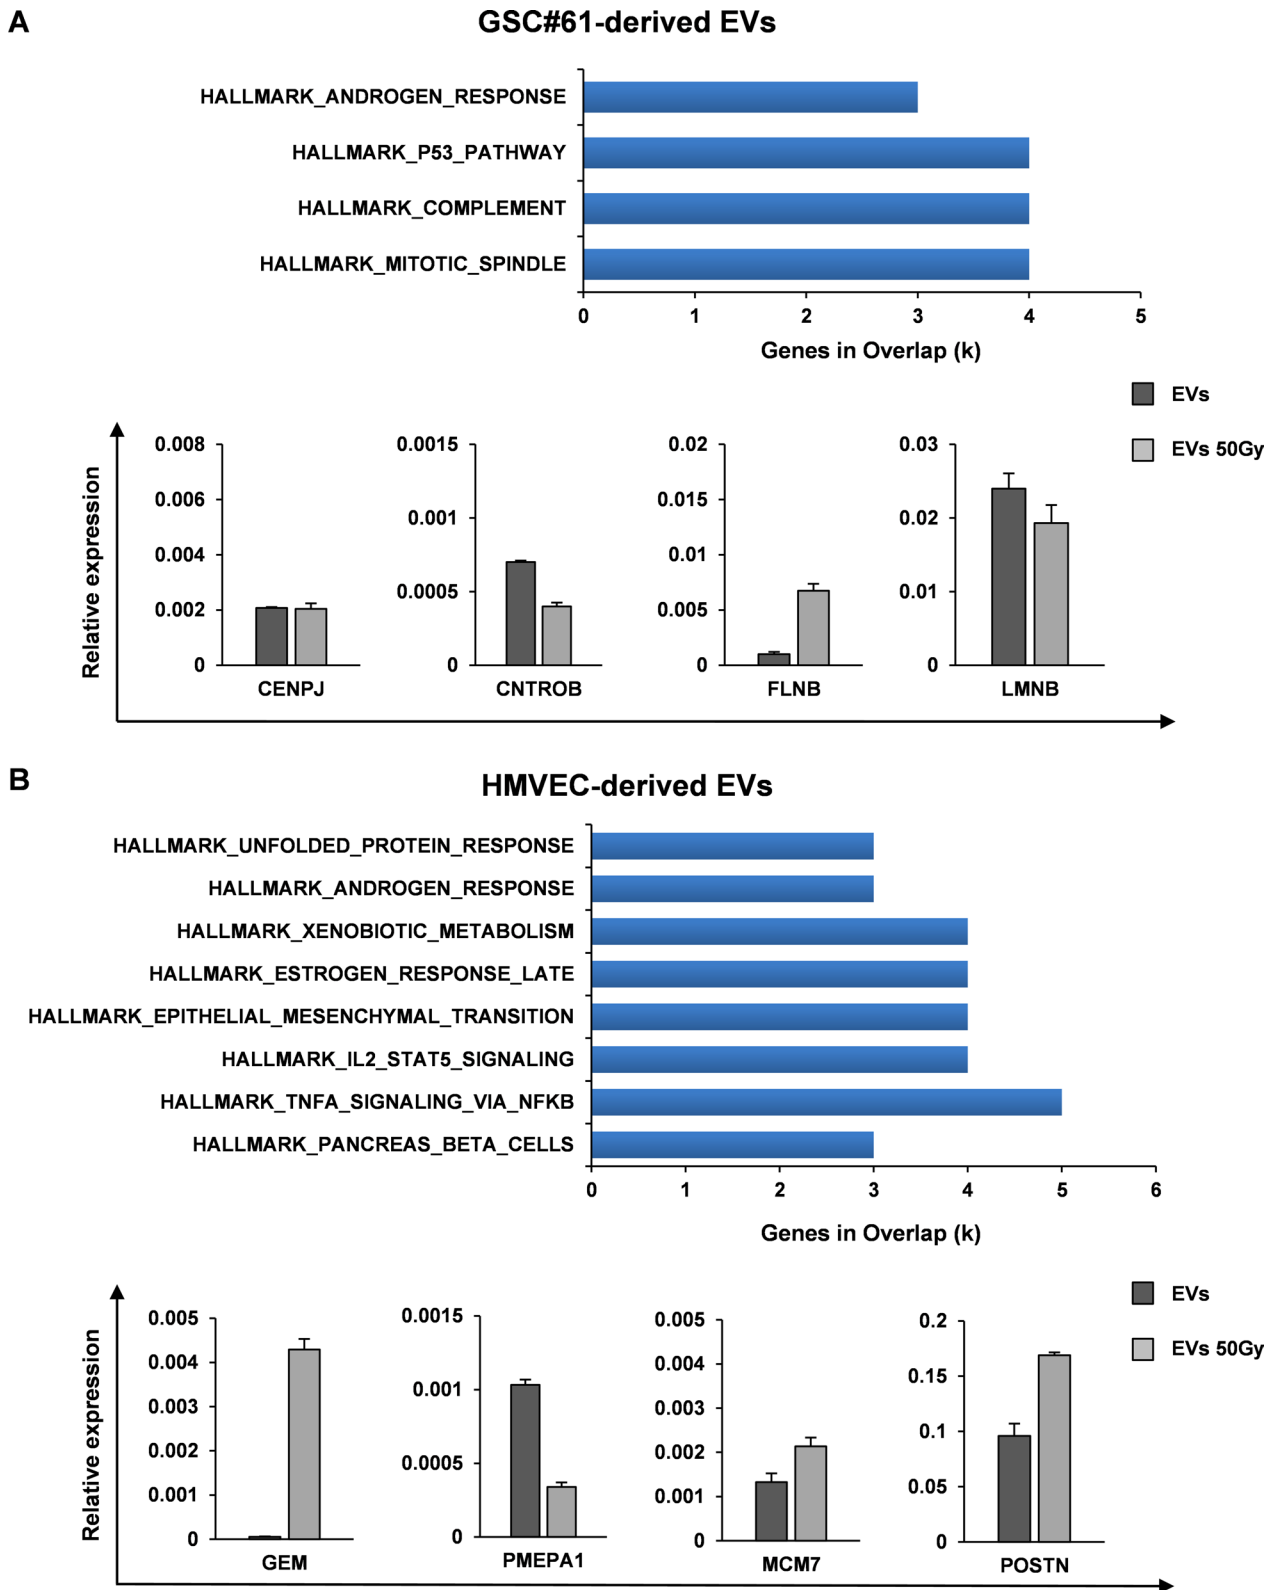 A
GSC#61-derived EVs
HALLMARK_ANDROGEN_RESPONSE
HALLMARK_P53_PATHWAY
HALLMARK_COMPLEMENT
HALLMARK_MITOTIC_SPINDLE
0 1 2 3 4 5
Genes in Overlap (k)
EVs
EVs 50Gy
Relative expression
0.008
0.006
0.004
0.002
0
CENPJ
0.0015
0.001
0.0005
0
CNTROB
0.02
0.015
0.01
0.005
0
FLNB
0.03
0.02
0.01
0
LMNB
B
HMVEC-derived EVs
HALLMARK_UNFOLDED_PROTEIN_RESPONSE
HALLMARK_ANDROGEN_RESPONSE
HALLMARK_XENOBIOTIC_METABOLISM
HALLMARK_ESTROGEN_RESPONSE_LATE
HALLMARK_EPITHELIAL_MESENCHYMAL_TRANSITION
HALLMARK_IL2_STAT5_SIGNALING
HALLMARK_TNFA_SIGNALING_VIA_NFKB
HALLMARK_PANCREAS_BETA_CELLS
0 1 2 3 4 5 6
Genes in Overlap (k)
EVs
EVs 50Gy
Relative expression
0.005
0.004
0.003
0.002
0.001
0
GEM
0.0015
0.001
0.0005
0
PMEPA1
0.005
0.004
0.003
0.002
0.001
0
MCM7
0.2
0.15
0.1
0.05
0
POSTN